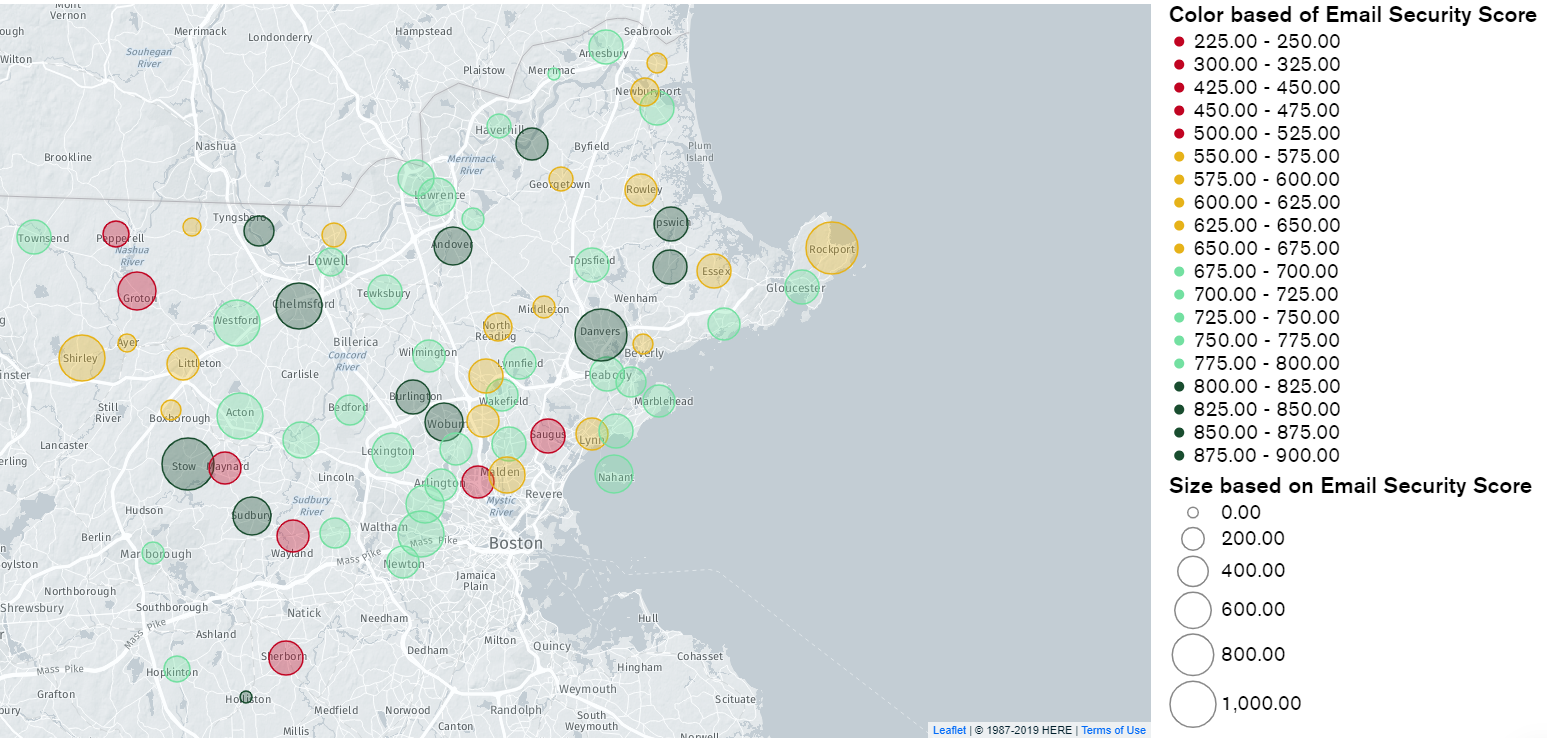 Mont
Vernon
Merrimack
Londonderry
Hampstead
Seabrook
Souhegan
River
Wilton
Amesbury
Plaistow
Merrimac
Newburyport
Haverhill
Nashua
Byfield
Plum
Island
Brookline
Merrimack
River
Georgetown
Rowley
Lawrence
Tyngsboro
Ipswich
Townsend
Pepperell
Nashua
River
Andover
Rockport
Lowell
Topsfield
Essex
Gloucester
Groton
Tewksbury
Wenham
Chelmsford
Middleton
Westford
North
Reading
Danvers
Ayer
Billerica
Shirley
Concord
River
Wilmington
Beverly
Littleton
Lynnfield
Carlisle
Peabody
Burlington
Wakefield
Marblehead
Still
River
Boxborough
Acton
Bedford
Woburn
Saugus
Lynn
Lancaster
Lexington
Stow
Maynard
Malden
Nahant
Lincoln
Arlington
Revere
Sudbury
River
Mystic
River
Hudson
Sudbury
Waltham
Berlin
Mass Pike
Boston
Marlborough
Wayland
Mass Pike
Newton
Jamaica
Plain
Northborough
Shrewsbury
Southborough
Natick
Needham
Hull
Mass Pike
Ashland
Milton
Quincy
Dedham
Sherborn
Cohasset
Mass Pike
Hopkinton
Hingham
Weymouth
Grafton
Holliston
Medfield
Norwood
Randolph
Scituate
South
Weymouth
Canton
Millis
Norwell
Leaflet | © 1987-2019 HERE | Terms of Use
Color based of Email Security Score
225.00 - 250.00
300.00 - 325.00
425.00 - 450.00
450.00 - 475.00
500.00 - 525.00
550.00 - 575.00
575.00 - 600.00
600.00 - 625.00
625.00 - 650.00
650.00 - 675.00
675.00 - 700.00
700.00 - 725.00
725.00 - 750.00
750.00 - 775.00
775.00 - 800.00
800.00 - 825.00
825.00 - 850.00
850.00 - 875.00
875.00 - 900.00
Size based on Email Security Score
0.00
200.00
400.00
600.00
800.00
1,000.00